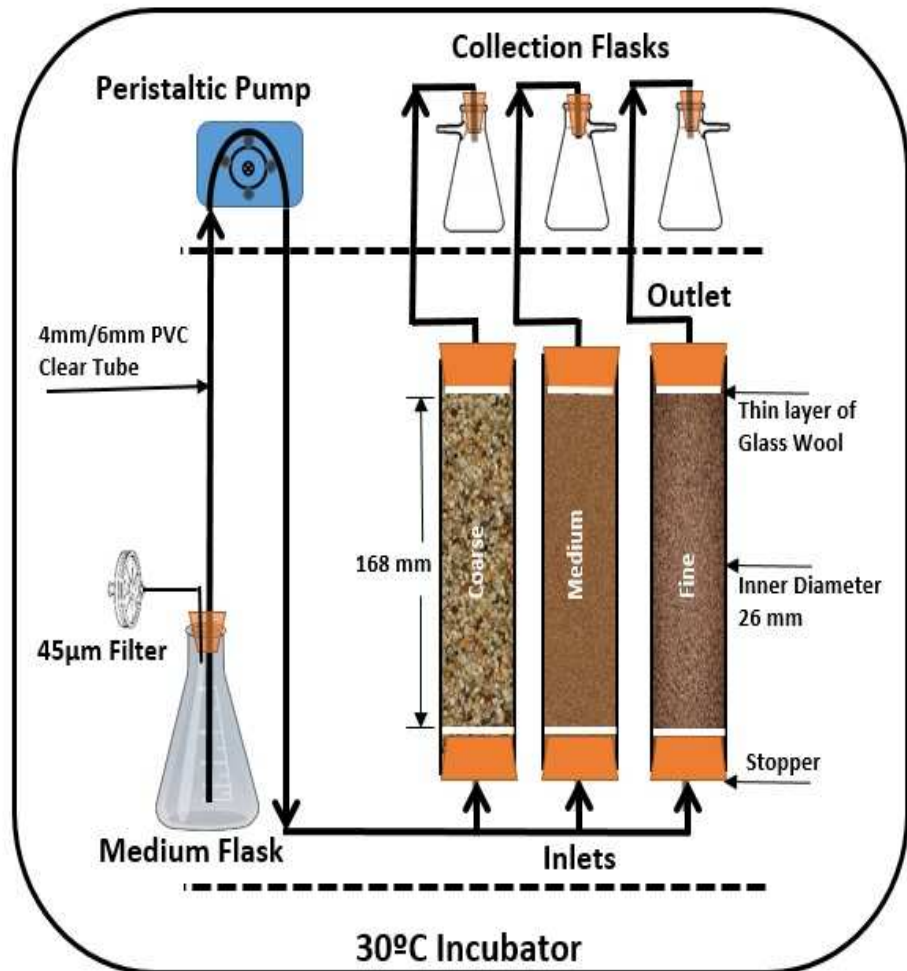 Collection Flasks
Peristaltic Pump
Outlet
4mm/6mm PVC
Clear Tube
Thin layer of
Glass Wool
Coarse
Medium
Fine
168 mm
Inner Diameter
26 mm
45µm Filter
Stopper
Medium Flask
Inlets
30ºC Incubator